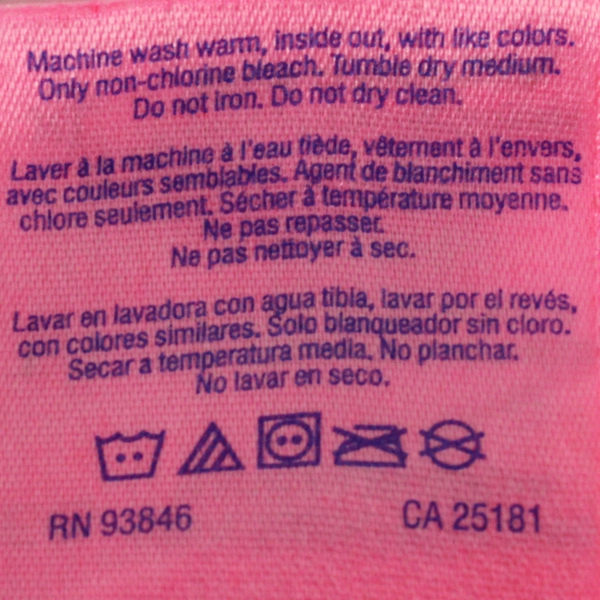 Machine wash warm, inside out, with like colors.
Only non-chlorine bleach. Tumble dry medium.
Do not iron. Do not dry clean.
Laver à la machine à l'eau tiède, vêtement à l'envers,
avec couleurs semblables. Agent de blanchiment sans
chlore seulement. Sécher à température moyenne.
Ne pas repasser.
Ne pas nettoyer à sec.
Lavar en lavadora con agua tibia, lavar por el revés,
con colores similares. Solo blanqueador sin cloro.
Secar a temperatura media. No planchar.
No lavar en seco.
RN 93846 CA 25181